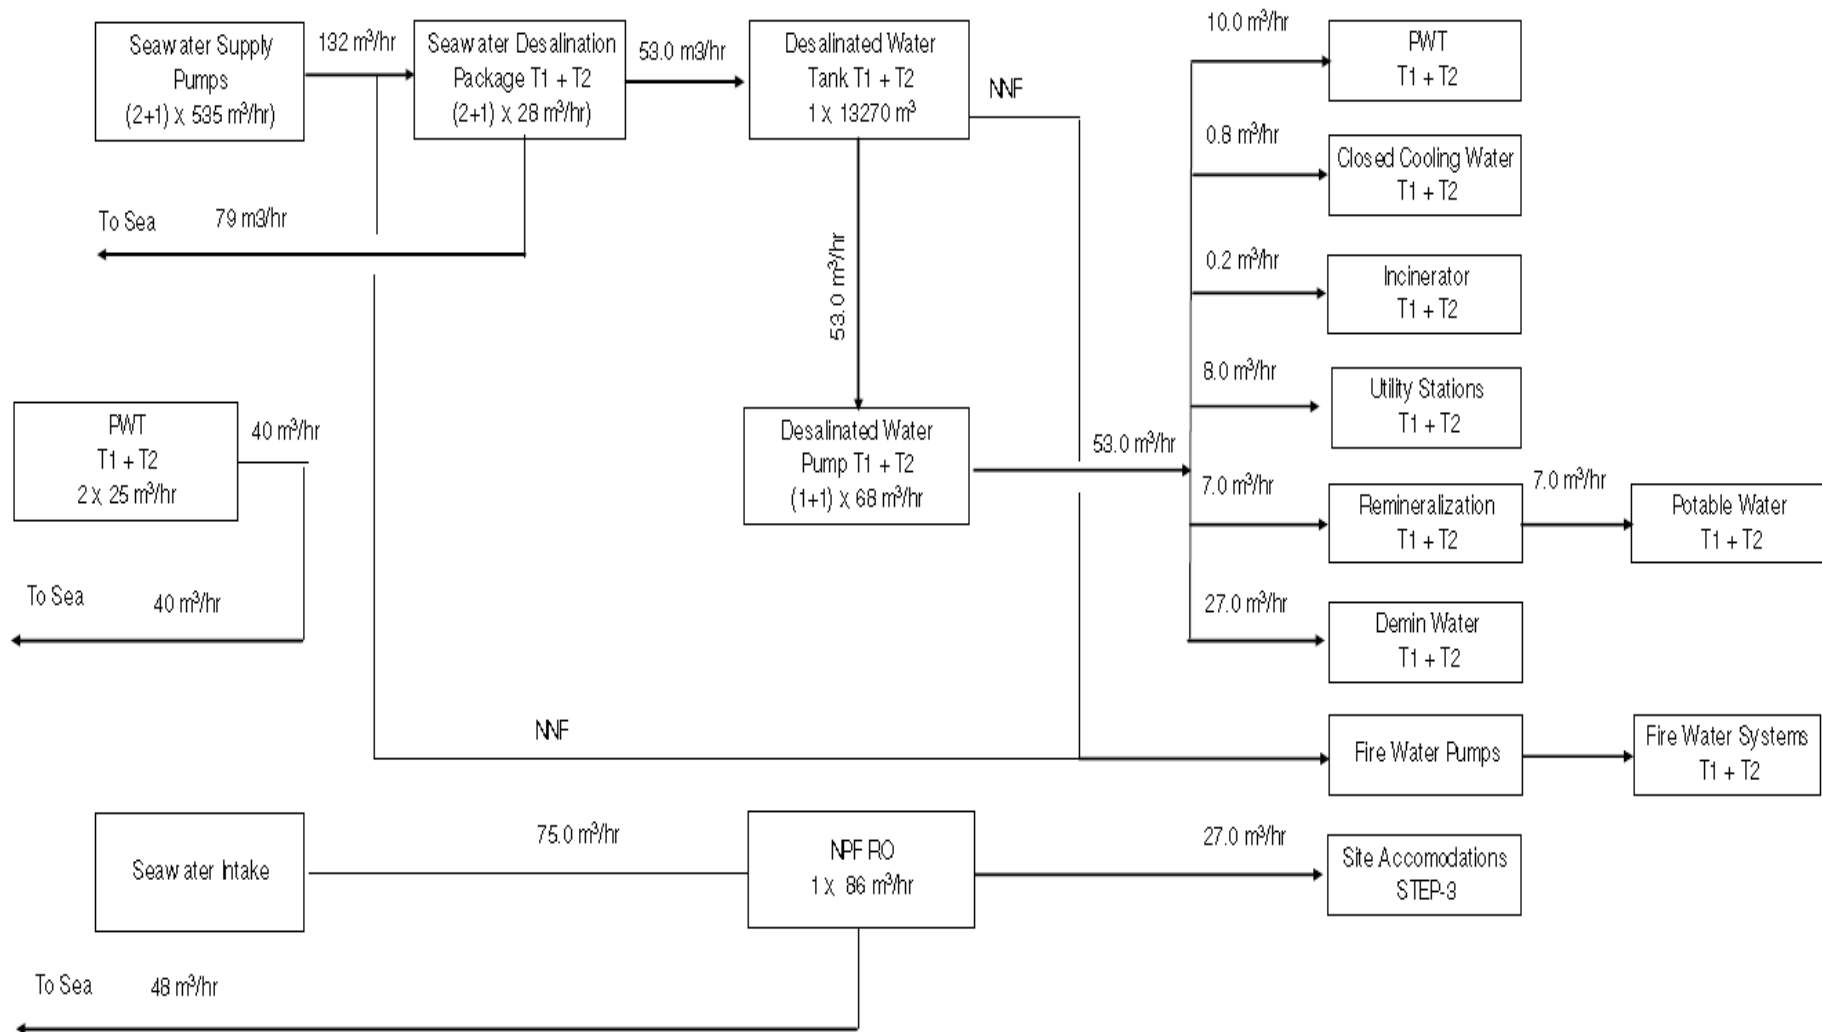 Seawater Supply
Pumps
(2+1) X 535 m³/hr)
132 m³/hr
Seawater Desalination
Package T1 + T2
(2+1) X 28 m³/hr)
53.0 m3/hr
Desalinated Water
Tank T1 + T2
1 X 13270 m³
NNF
10.0 m³/hr
PWT
T1 + T2
0.8 m³/hr
Closed Cooling Water
T1 + T2
To Sea
79 m3/hr
53.0 m³/hr
0.2 m³/hr
Incinerator
T1 + T2
8.0 m³/hr
Utility Stations
T1 + T2
PWT
T1 + T2
2 X 25 m³/hr
40 m³/hr
Desalinated Water
Pump T1 + T2
(1+1) X 68 m³/hr
53.0 m³/hr
7.0 m³/hr
Remineralization
T1 + T2
7.0 m³/hr
Potable Water
T1 + T2
To Sea
40 m³/hr
27.0 m³/hr
Demin Water
T1 + T2
NNF
Fire Water Pumps
Fire Water Systems
T1 + T2
Seawater Intake
75.0 m³/hr
NPF RO
1 X 86 m³/hr
27.0 m³/hr
Site Accomodations
STEP-3
To Sea
48 m³/hr